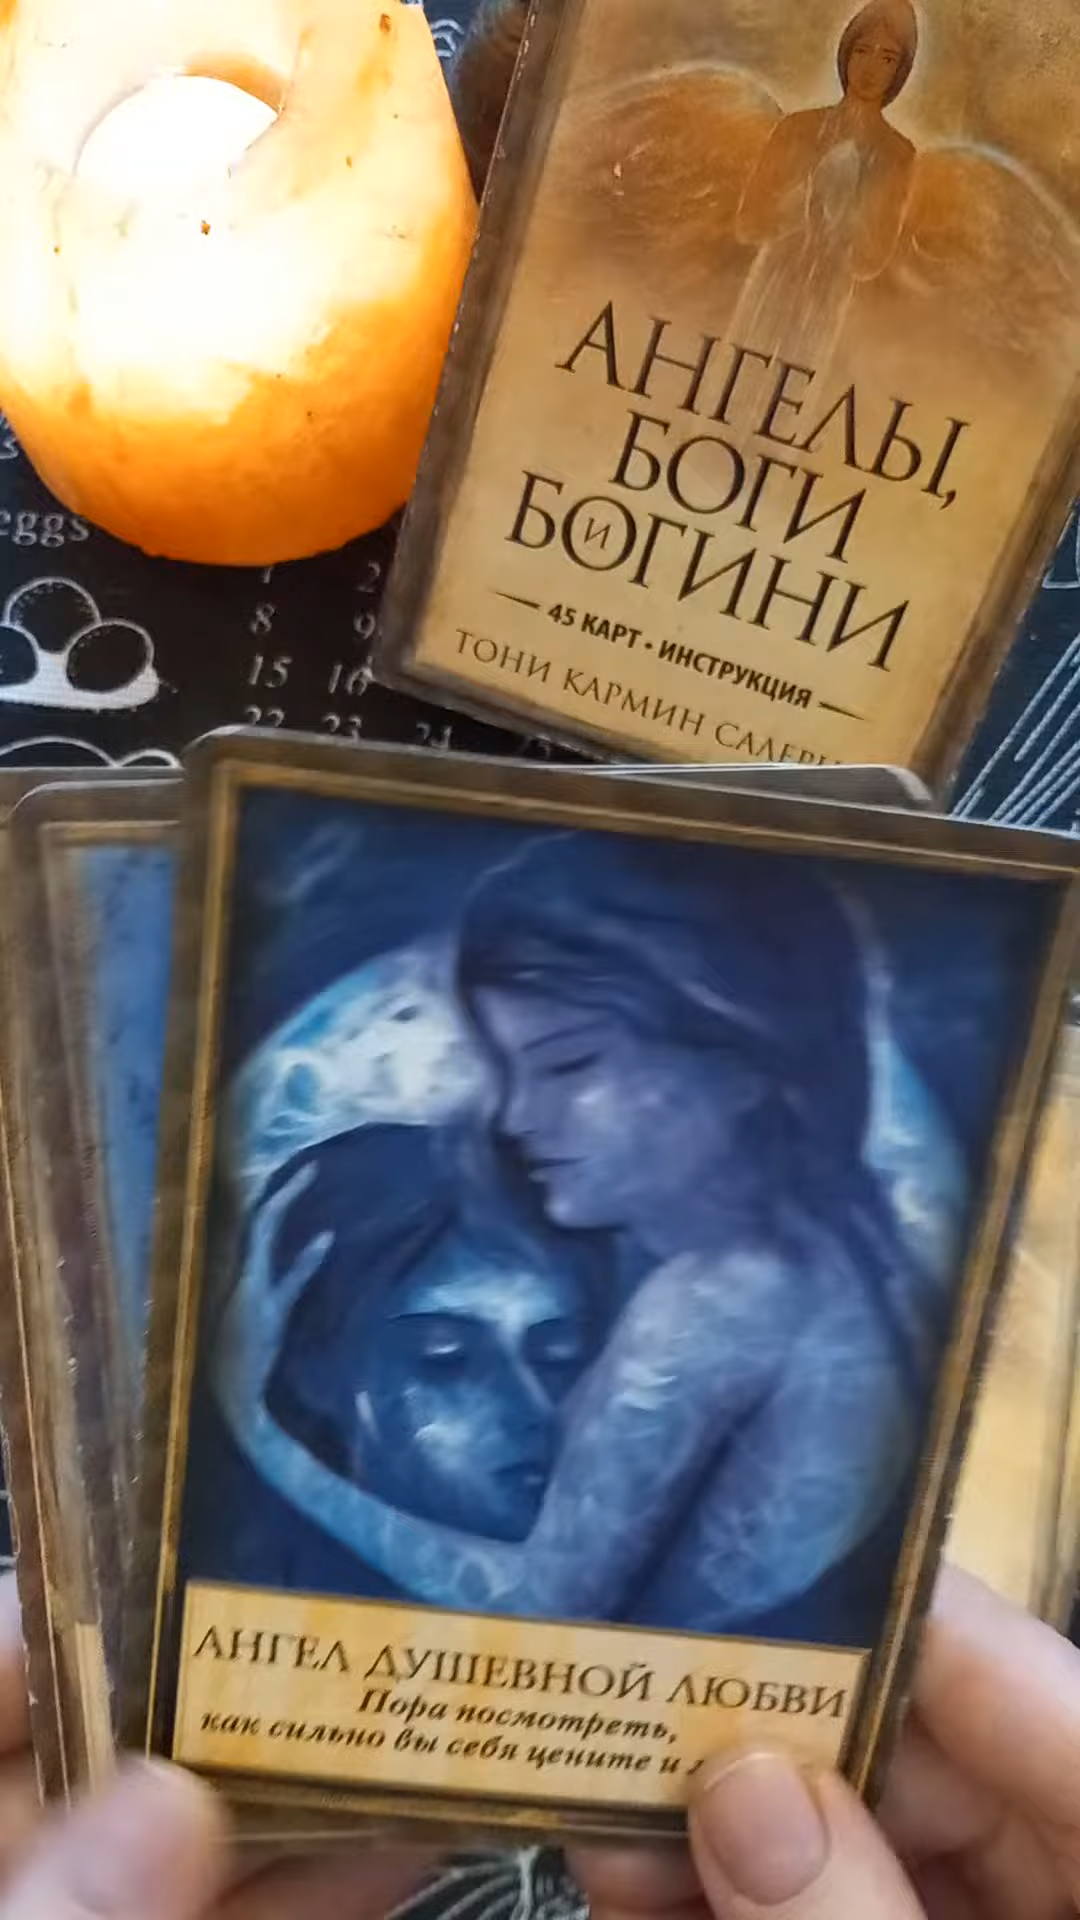 АНГЕЛЫ,
БОГИ
И
БОГИНИ
45 КАРТ • ИНСТРУКЦИЯ
ТОНИ КАРМИН
eggs
2
8 9
15 16
22 23 24
АНГЕЛ ДУШЕВНОЙ ЛЮБВИ
Пора посмотреть,
как сильно вы себя цените и